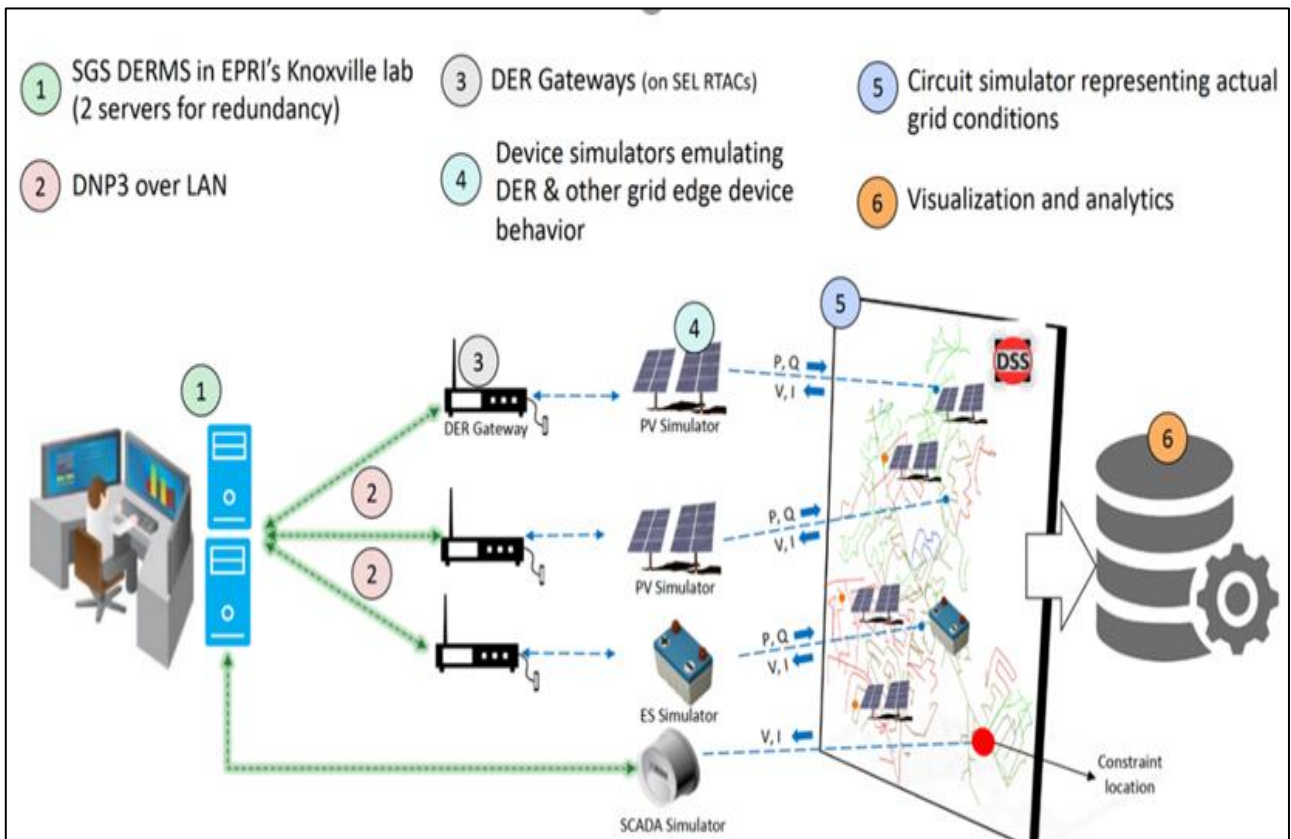 1
SGS DERMS in EPRI's Knoxville lab
(2 servers for redundancy)
2
DNP3 over LAN
3
DER Gateways (on SEL RTACs)
4
Device simulators emulating
DER & other grid edge device
behavior
5
Circuit simulator representing actual
grid conditions
6
Visualization and analytics
1
2
2
3
DER Gateway
4
PV Simulator
PV Simulator
ES Simulator
SCADA Simulator
P, Q
V, I
P, Q
V, I
P, Q
V, I
V, I
5
DSS
Constraint
location
6